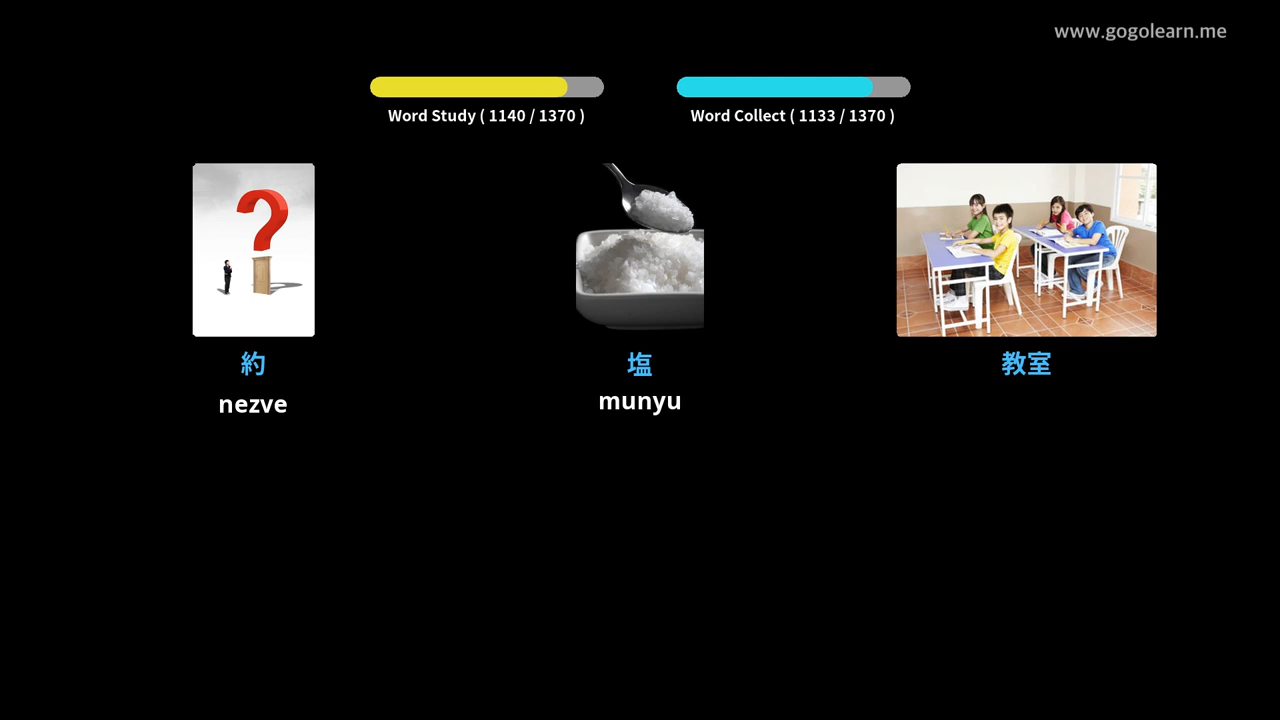 www.gogolearn.me
Word Study ( 1140 / 1370 )
Word Collect ( 1133 / 1370 )
約
nezve
塩
munyu
教室